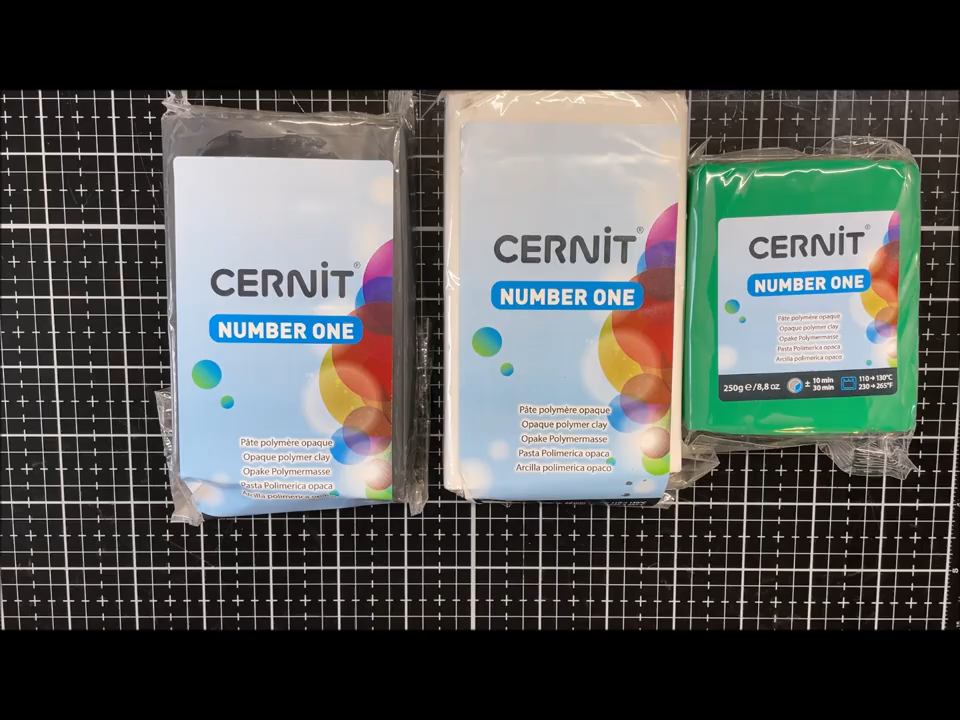 CERNiT®
NUMBER ONE
Pâte polymère opaque
Opaque polymer clay
Opake Polymermasse
Pasta Polimerica opaca
Arcilla polimerica opaco
CERNiT®
NUMBER ONE
Pâte polymère opaque
Opaque polymer clay
Opake Polymermasse
Pasta Polimerica opaca
Arcilla polimerica opaco
CERNiT®
NUMBER ONE
Pâte polymère opaque
Opaque polymer clay
Opake Polymermasse
Pasta Polimerica opaca
Arcilla polimerica opaco
250g e / 8,8 oz. ± 10 min 110→130°C
30 min 230→265°F